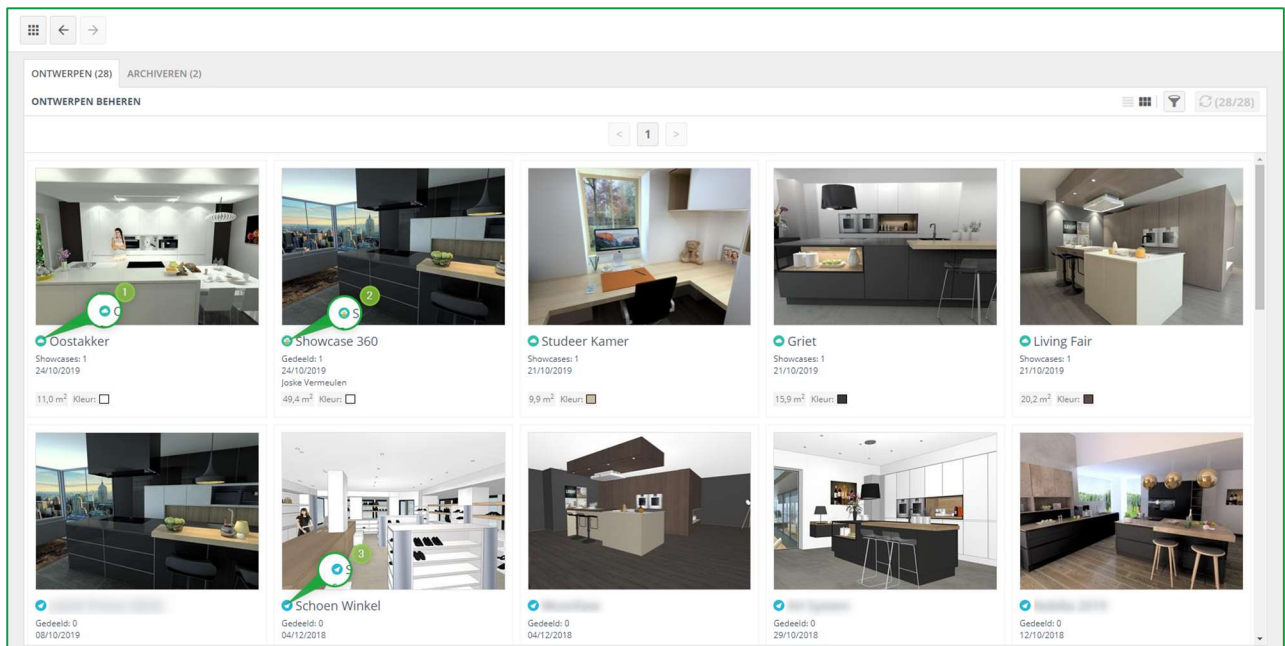 ONTWERPEN (28) ARCHIVEREN (2)
ONTWERPEN BEHEREN
(28/28)
< 1 >
1
2
Oostakker
Showcases: 1
24/10/2019
11,0 m² Kleur:
Showcase 360
Gedeeld: 1
24/10/2019
Joske Vermeulen
49,4 m² Kleur:
Studeer Kamer
Showcases: 1
21/10/2019
9,9 m² Kleur:
Griet
Showcases: 1
21/10/2019
15,9 m² Kleur:
Living Fair
Showcases: 1
21/10/2019
20,2 m² Kleur:
3
Gedeeld: 0
08/10/2019
Schoen Winkel
Gedeeld: 0
04/12/2018
Gedeeld: 0
04/12/2018
Gedeeld: 0
29/10/2018
Gedeeld: 0
12/10/2018